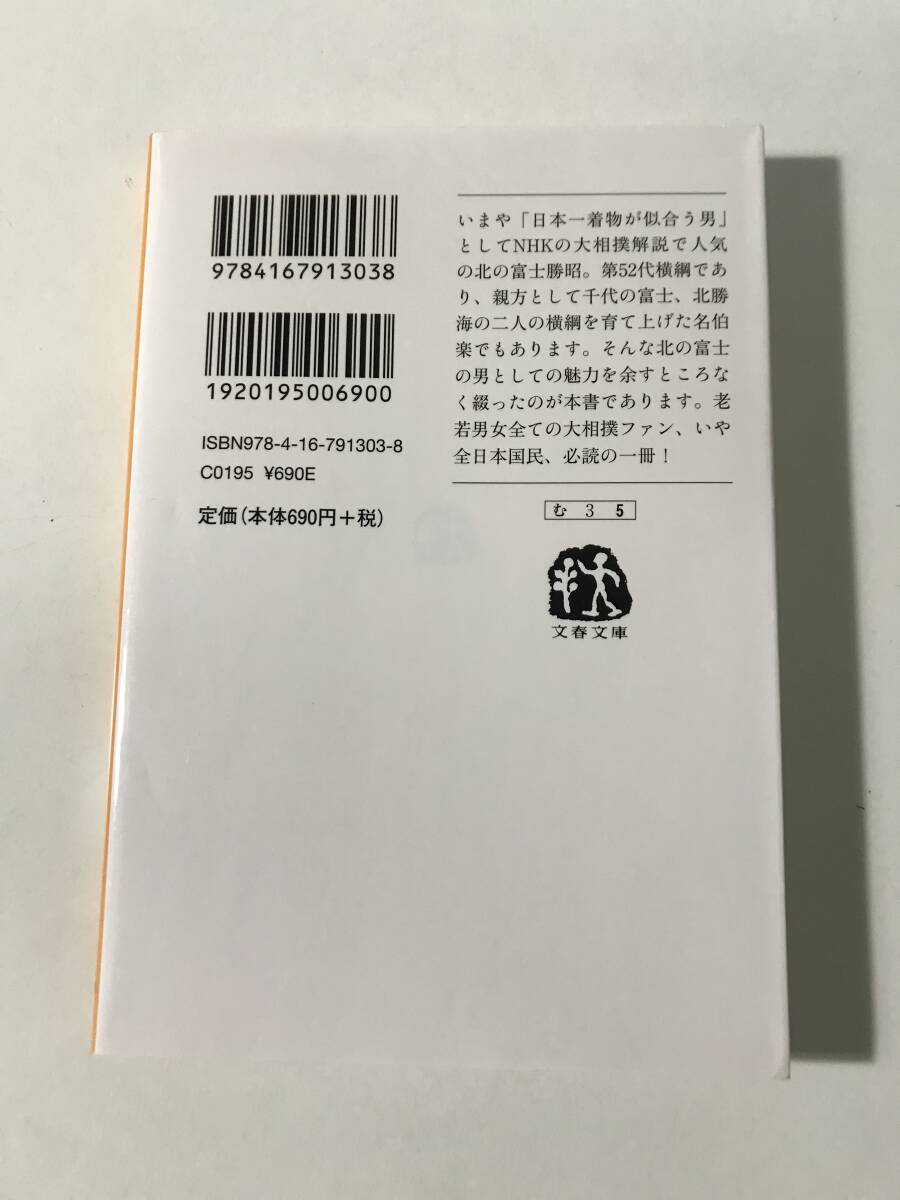 9784167913038
1920195006900
ISBN978-4-16-791303-8
C0195 ¥690E
定価(本体690円+税)
いまや「日本一着物が似合う男」
としてNHKの大相撲解説で人気
の北の富士勝昭。第52代横綱であ
り、親方として千代の富士、北勝
海の二人の横綱を育て上げた名伯
楽でもあります。そんな北の富士
の男としての魅力を余すところな
く綴ったのが本書であります。老
若男女全ての大相撲ファン、いや
全日本国民、必読の一冊!
む 3 5
文春文庫